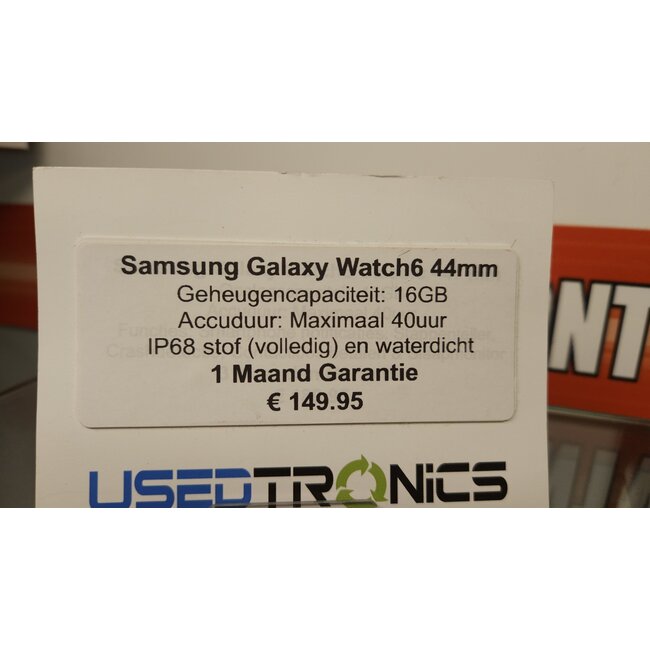 Samsung Galaxy Watch6 44mm
Geheugencapaciteit: 16GB
Accuduur: Maximaal 40uur
IP68 stof (volledig) en waterdicht
1 Maand Garantie
€ 149.95
USEDTRONiCS
ONT